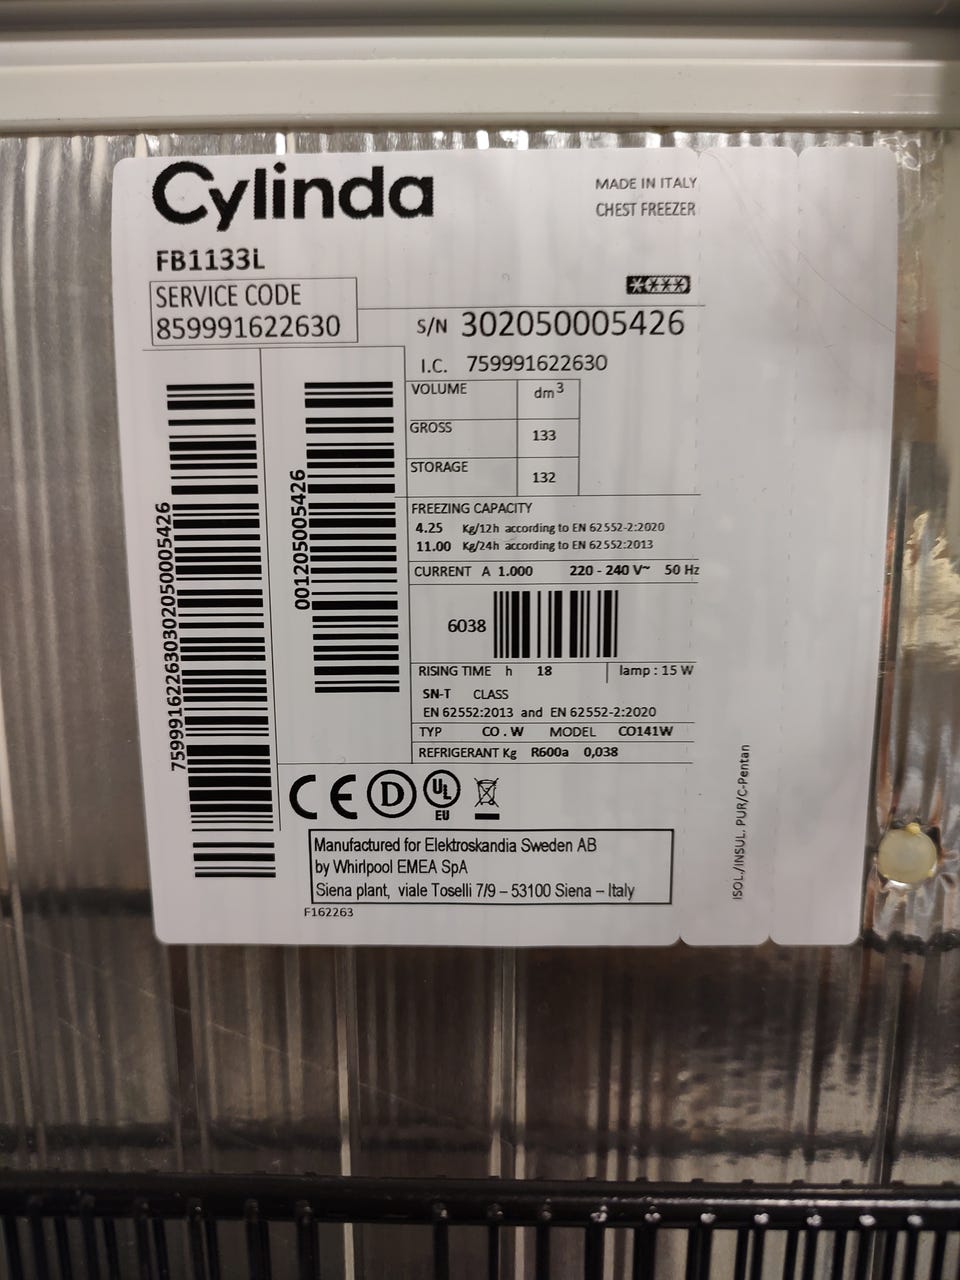 Cylinda
MADE IN ITALY
CHEST FREEZER
FB1133L
SERVICE CODE
859991622630
S/N 302050005426
I.C. 759991622630
VOLUME dm³
GROSS 133
STORAGE 132
FREEZING CAPACITY
4.25 Kg/12h according to EN 62552-2:2020
11.00 Kg/24h according to EN 62552:2013
CURRENT A 1.000 220 - 240 V~ 50 Hz
6038
RISING TIME h 18 lamp : 15 W
SN-T CLASS
EN 62552:2013 and EN 62552-2:2020
TYP CO . W MODEL CO141W
REFRIGERANT Kg R600a 0,038
759991622630302050005426
001205005426
CE D UL EU
Manufactured for Elektroskandia Sweden AB
by Whirlpool EMEA SpA
Siena plant, viale Toselli 7/9 – 53100 Siena – Italy
F162263
ISOL./INSUL. PUR/C-Pentan